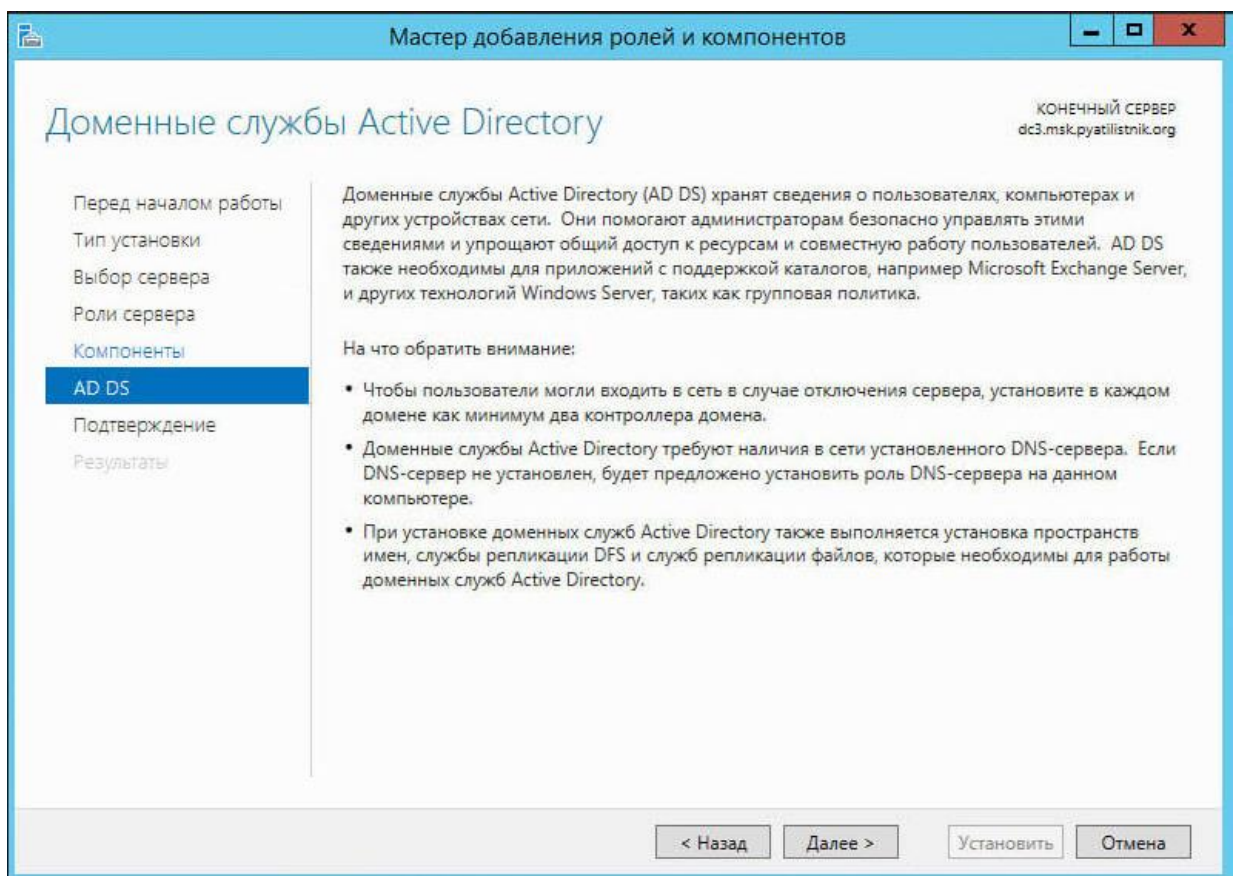 Мастер добавления ролей и компонентов
Доменные службы Active Directory
КОНЕЧНЫЙ СЕРВЕР
dc3.msk.pyatilistnik.org
Перед началом работы
Тип установки
Выбор сервера
Роли сервера
Компоненты
AD DS
Подтверждение
Результаты
Доменные службы Active Directory (AD DS) хранят сведения о пользователях, компьютерах и
других устройствах сети. Они помогают администраторам безопасно управлять этими
сведениями и упрощают общий доступ к ресурсам и совместную работу пользователей. AD DS
также необходимы для приложений с поддержкой каталогов, например Microsoft Exchange Server,
и других технологий Windows Server, таких как групповая политика.
На что обратить внимание:
• Чтобы пользователи могли входить в сеть в случае отключения сервера, установите в каждом
домене как минимум два контроллера домена.
• Доменные службы Active Directory требуют наличия в сети установленного DNS-сервера. Если
DNS-сервер не установлен, будет предложено установить роль DNS-сервера на данном
компьютере.
• При установке доменных служб Active Directory также выполняется установка пространств
имен, службы репликации DFS и служб репликации файлов, которые необходимы для работы
доменных служб Active Directory.
< Назад
Далее >
Установить
Отмена